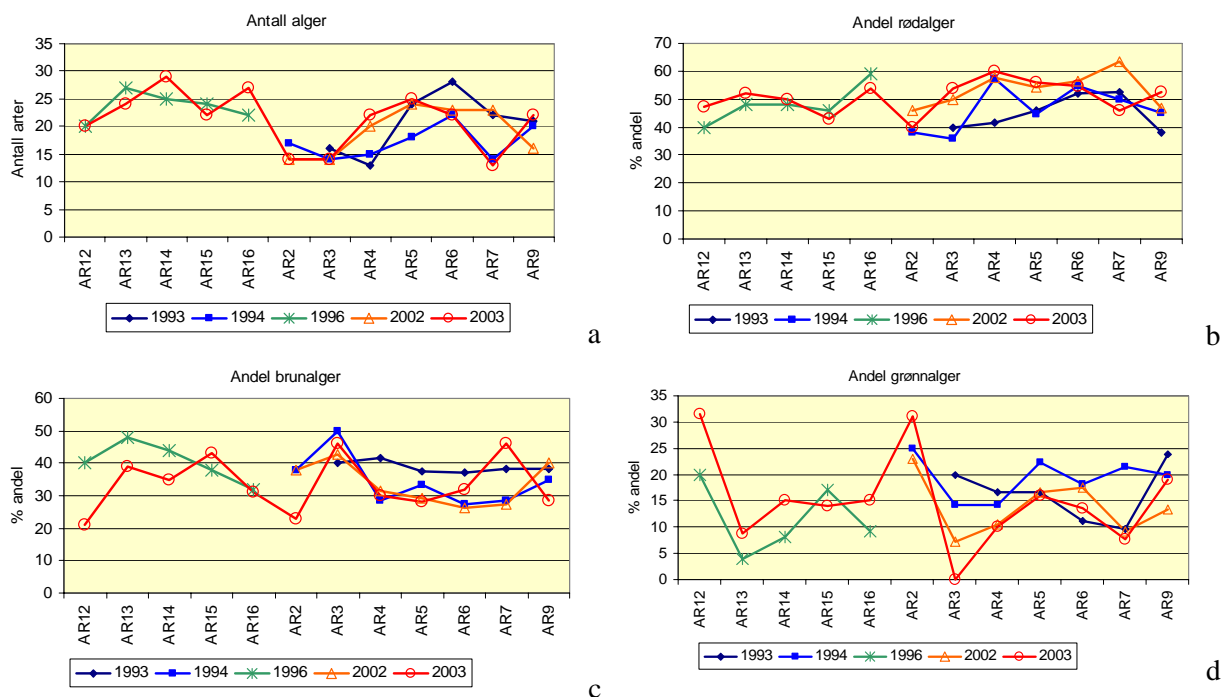 Antall alger
Antall arter
35
30
25
20
15
10
5
0
AR12 AR13 AR14 AR15 AR16 AR2 AR3 AR4 AR5 AR6 AR7 AR9
1993 1994 1996 2002 2003
a
Andel rødalger
% andel
70
60
50
40
30
20
10
0
AR12 AR13 AR14 AR15 AR16 AR2 AR3 AR4 AR5 AR6 AR7 AR9
1993 1994 1996 2002 2003
b
Andel brunalger
% andel
60
50
40
30
20
10
0
AR12 AR13 AR14 AR15 AR16 AR2 AR3 AR4 AR5 AR6 AR7 AR9
1993 1994 1996 2002 2003
c
Andel grønnalger
% andel
35
30
25
20
15
10
5
0
AR12 AR13 AR14 AR15 AR16 AR2 AR3 AR4 AR5 AR6 AR7 AR9
1993 1994 1996 2002 2003
d